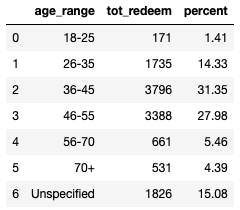 age_range tot_redeem percent
0 18-25 171 1.41
1 26-35 1735 14.33
2 36-45 3796 31.35
3 46-55 3388 27.98
4 56-70 661 5.46
5 70+ 531 4.39
6 Unspecified 1826 15.08